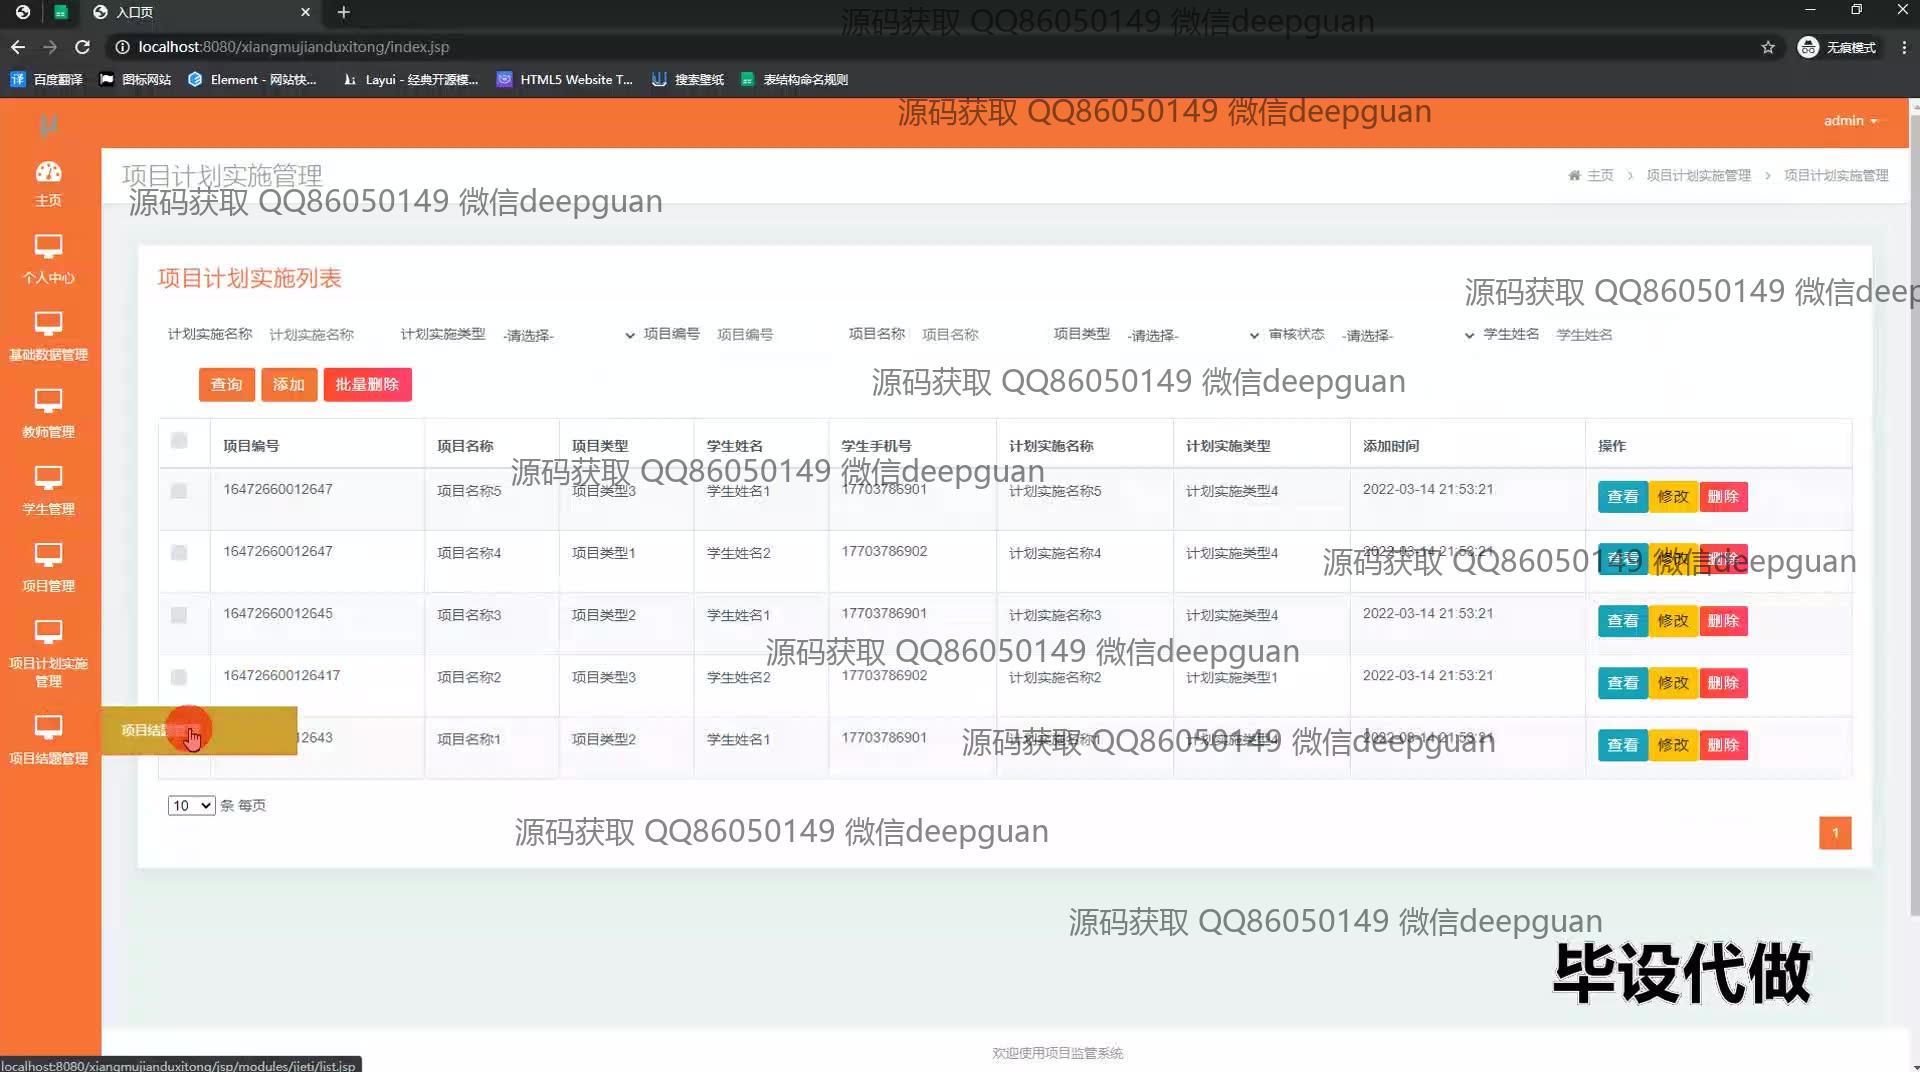 入口页
源码获取 QQ86050149 微信deepguan
localhost:8080/xiangmujianduxitong/index.jsp
无痕模式
百度翻译 图标网站 Element - 网站快... Layui - 经典开源模... HTML5 Website T... 搜索壁纸 表结构命名规则
源码获取 QQ86050149 微信deepguan
admin
μ
主页
个人中心
基础数据管理
教师管理
学生管理
项目管理
项目计划实施
管理
项目结题管理
项目计划实施管理
主页 > 项目计划实施管理 > 项目计划实施管理
源码获取 QQ86050149 微信deepguan
项目计划实施列表
源码获取 QQ86050149 微信deep
计划实施名称 计划实施名称 计划实施类型 -请选择- 项目编号 项目编号 项目名称 项目名称 项目类型 -请选择- 审核状态 -请选择- 学生姓名 学生姓名
查询 添加 批量删除
源码获取 QQ86050149 微信deepguan
项目编号 项目名称 项目类型 学生姓名 学生手机号 计划实施名称 计划实施类型 添加时间 操作
源码获取 QQ86050149 微信deepguan
16472660012647 项目名称5 项目类型3 学生姓名1 17703786901 计划实施名称5 计划实施类型4 2022-03-14 21:53:21 查看 修改 删除
16472660012647 项目名称4 项目类型1 学生姓名2 17703786902 计划实施名称4 计划实施类型4 2022-03-14 21:53:21 查看 修改 删除
源码获取 QQ86050149 微信deepguan
16472660012645 项目名称3 项目类型2 学生姓名1 17703786901 计划实施名称3 计划实施类型4 2022-03-14 21:53:21 查看 修改 删除
源码获取 QQ86050149 微信deepguan
164726600126417 项目名称2 项目类型3 学生姓名2 17703786902 计划实施名称2 计划实施类型1 2022-03-14 21:53:21 查看 修改 删除
项目结题管理
12643 项目名称1 项目类型2 学生姓名1 17703786901 计划实施名称1 计划实施类型4 2022-03-14 21:53:21 查看 修改 删除
源码获取 QQ86050149 微信deepguan
10 条 每页
源码获取 QQ86050149 微信deepguan
1
源码获取 QQ86050149 微信deepguan
毕设代做
欢迎使用项目监管系统
localhost:8080/xiangmujianduxitong/jsp/modules/jieti/list.jsp